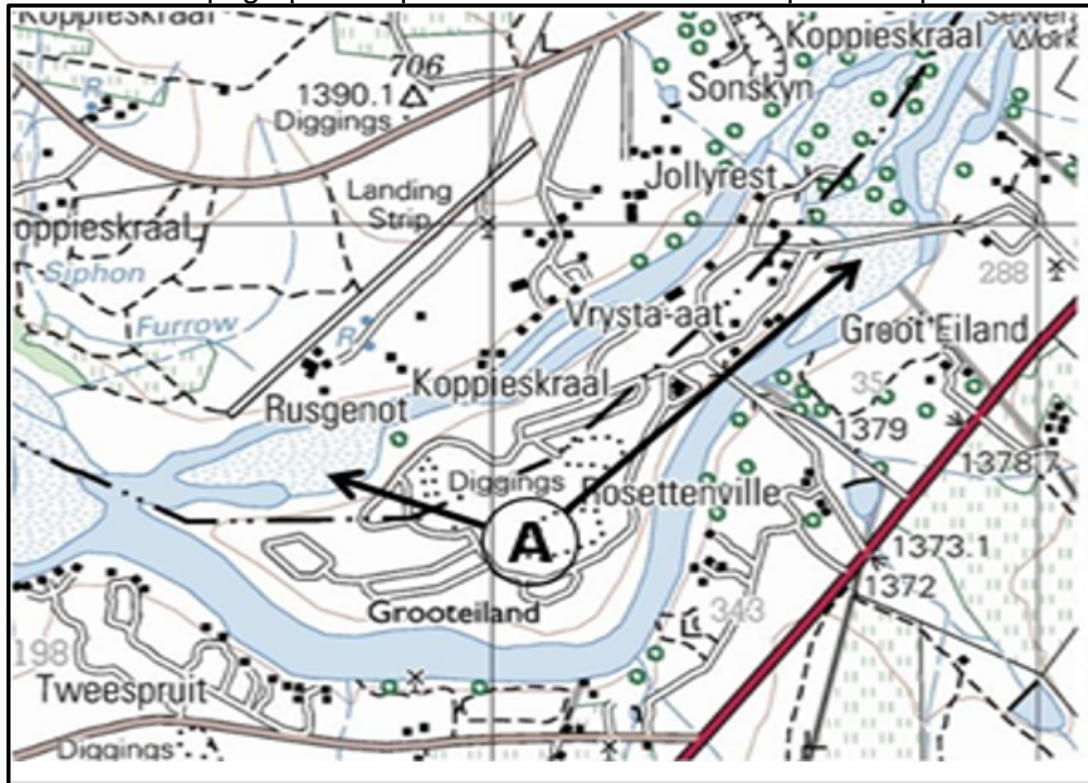 Koppieskraal
706
1390.1
Diggings
Koppieskraal
Sonskyn
Landing
Strip
Jollyrest
oppieskraal
Siphon
Furrow
R
R
288
Vrysta-aat
Groot Eiland
Koppieskraal
35
Rusgenot
1379
1378.7
Diggings
Rosettenville
A
1373.1
1372
Grooteiland
343
198
Tweespruit
Diggings